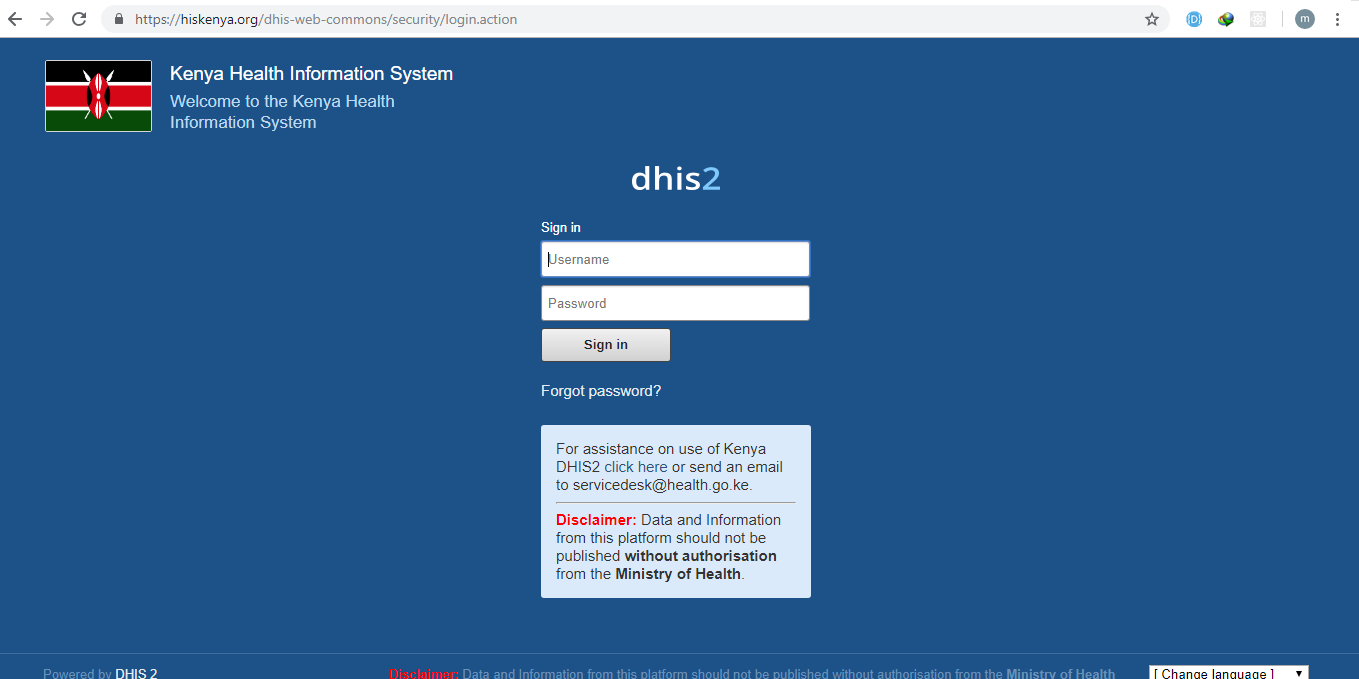 https://hiskenya.org/dhis-web-commons/security/login.action
m
Kenya Health Information System
Welcome to the Kenya Health
Information System
dhis2
Sign in
Username
Password
Sign in
Forgot password?
For assistance on use of Kenya
DHIS2 click here or send an email
to servicedesk@health.go.ke.
Disclaimer: Data and Information
from this platform should not be
published without authorisation
from the Ministry of Health.
Powered by DHIS 2
Disclaimer: Data and Information from this platform should not be published without authorisation from the Ministry of Health
[ Change language ]